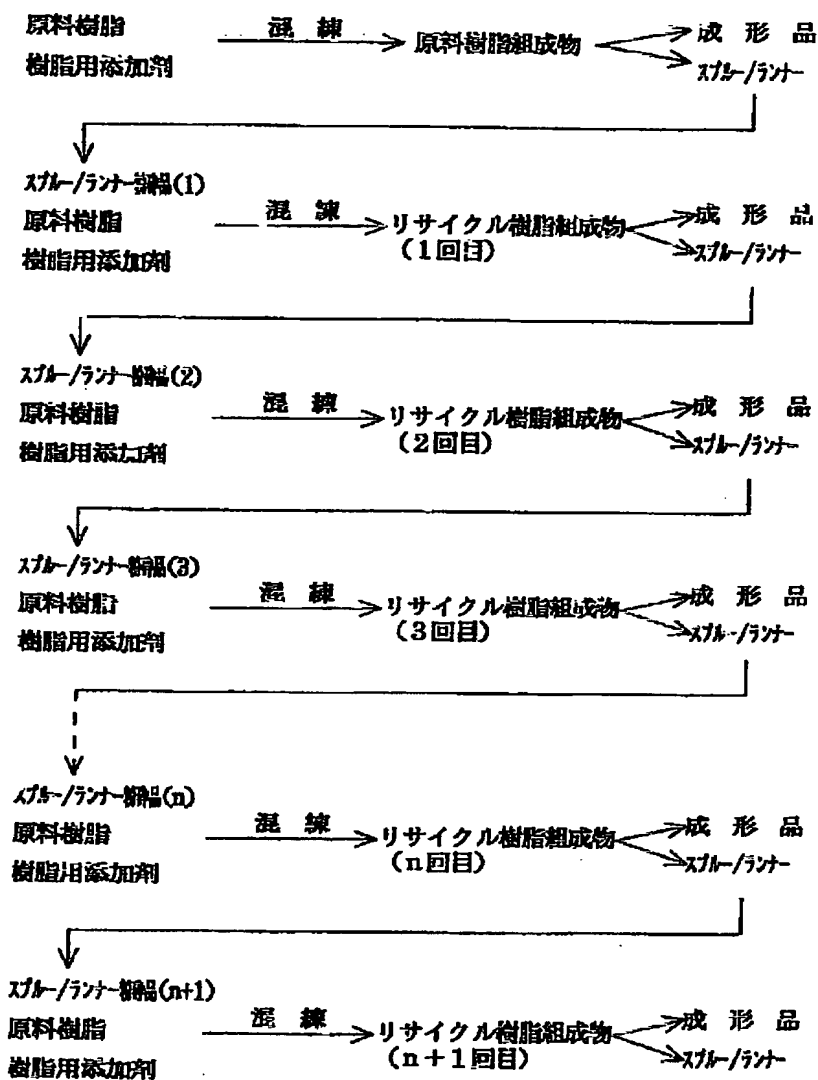 原料樹脂
樹脂用添加剤
混練
原料樹脂組成物
成形品
スプルー/ランナー
スプルー/ランナー (1)
原料樹脂
樹脂用添加剤
混練
リサイクル樹脂組成物
(1回目)
成形品
スプルー/ランナー
スプルー/ランナー (2)
原料樹脂
樹脂用添加剤
混練
リサイクル樹脂組成物
(2回目)
成形品
スプルー/ランナー
スプルー/ランナー (3)
原料樹脂
樹脂用添加剤
混練
リサイクル樹脂組成物
(3回目)
成形品
スプルー/ランナー
スプルー/ランナー (n)
原料樹脂
樹脂用添加剤
混練
リサイクル樹脂組成物
(n回目)
成形品
スプルー/ランナー
スプルー/ランナー (n+1)
原料樹脂
樹脂用添加剤
混練
リサイクル樹脂組成物
(n+1回目)
成形品
スプルー/ランナー